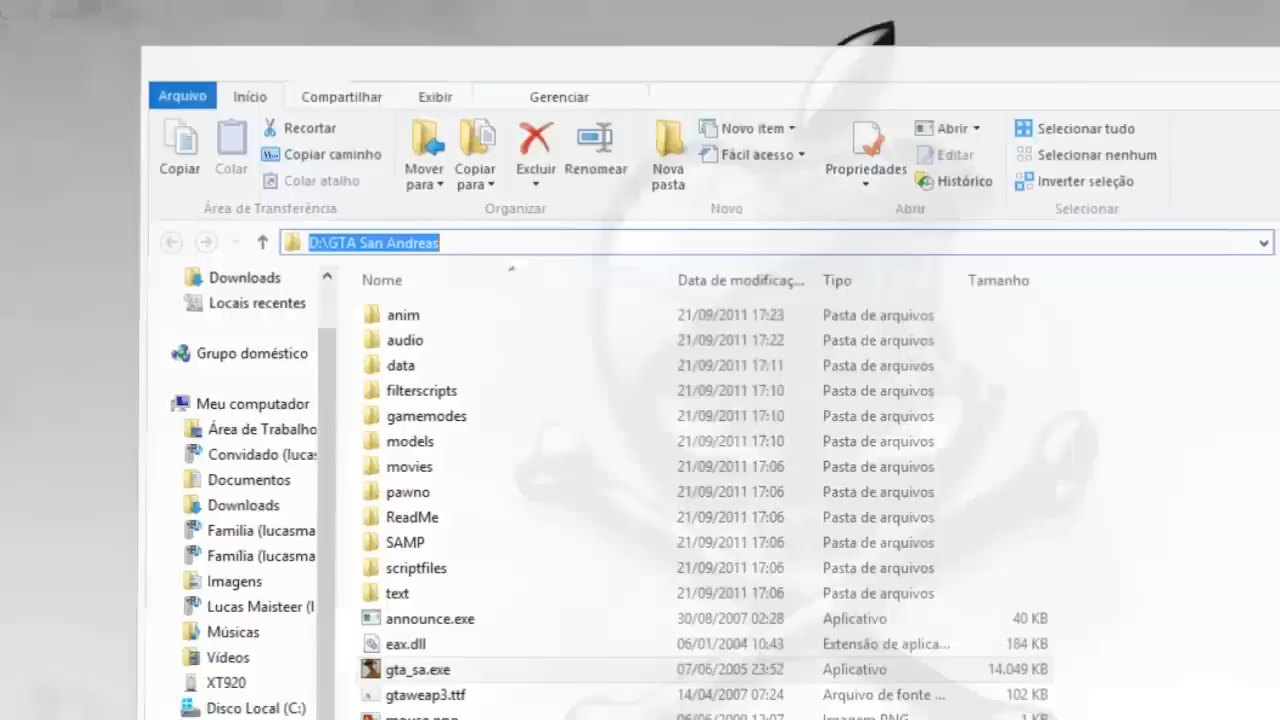 Arquivo Início Compartilhar Exibir Gerenciar
Copiar
Colar
Recortar
Copiar caminho
Colar atalho
Área de Transferência
Mover para
Copiar para
Excluir
Renomear
Organizar
Nova pasta
Novo item
Fácil acesso
Novo
Propriedades
Abrir
Editar
Histórico
Abrir
Selecionar tudo
Selecionar nenhum
Inverter seleção
Selecionar
D:\GTA San Andreas
Downloads
Locais recentes
Grupo doméstico
Meu computador
Área de Trabalho
Convidado (lucas
Documentos
Downloads
Familia (lucasma
Família (lucasma
Imagens
Lucas Maisteer (l
Músicas
Vídeos
XT920
Disco Local (C:)
Nome Data de modificaç... Tipo Tamanho
anim 21/09/2011 17:23 Pasta de arquivos
audio 21/09/2011 17:22 Pasta de arquivos
data 21/09/2011 17:11 Pasta de arquivos
filterscripts 21/09/2011 17:10 Pasta de arquivos
gamemodes 21/09/2011 17:10 Pasta de arquivos
models 21/09/2011 17:10 Pasta de arquivos
movies 21/09/2011 17:06 Pasta de arquivos
pawno 21/09/2011 17:06 Pasta de arquivos
ReadMe 21/09/2011 17:06 Pasta de arquivos
SAMP 21/09/2011 17:06 Pasta de arquivos
scriptfiles 21/09/2011 17:06 Pasta de arquivos
text 21/09/2011 17:06 Pasta de arquivos
announce.exe 30/08/2007 02:28 Aplicativo 40 KB
eax.dll 06/01/2004 10:43 Extensão de aplica... 184 KB
gta_sa.exe 07/06/2005 23:52 Aplicativo 14.049 KB
gtaweap3.ttf 14/04/2007 07:24 Arquivo de fonte ... 102 KB